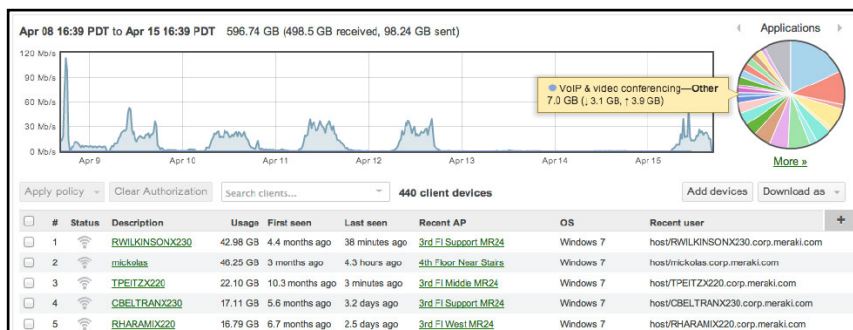 Apr 08 16:39 PDT to Apr 15 16:39 PDT 596.74 GB (498.5 GB received, 98.24 GB sent)
Applications
120 Mb/s
90 Mb/s
60 Mb/s
30 Mb/s
0 Mb/s
Apr 9 Apr 10 Apr 11 Apr 12 Apr 13 Apr 14 Apr 15
VoIP & video conferencing—Other
7.0 GB (↓ 3.1 GB, ↑ 3.9 GB)
More »
Apply policy Clear Authorization Search clients... 440 client devices Add devices Download as
# Status Description Usage First seen Last seen Recent AP OS Recent user +
1 RWILKINSONX230 42.98 GB 4.4 months ago 38 minutes ago 3rd Fl Support MR24 Windows 7 host/RWILKINSONX230.corp.meraki.com
2 mickolas 46.25 GB 3 months ago 4.3 hours ago 4th Floor Near Stairs Windows 7 host/mickolas.corp.meraki.com
3 TPEITZX220 22.10 GB 10.3 months ago 3 minutes ago 3rd Fl Middle MR24 Windows 7 host/TPEITZX220.corp.meraki.com
4 CBELTRANX230 17.11 GB 5.6 months ago 3.2 days ago 3rd Fl Support MR24 Windows 7 host/CBELTRANX230.corp.meraki.com
5 RHARAMIX220 16.79 GB 6.7 months ago 2.5 days ago 3rd Fl West MR24 Windows 7 host/RHARAMIX220.corp.meraki.com